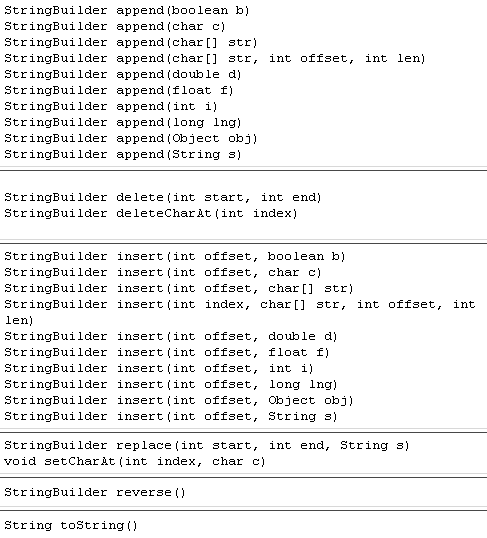 StringBuilder append(boolean b)
StringBuilder append(char c)
StringBuilder append(char[] str)
StringBuilder append(char[] str, int offset, int len)
StringBuilder append(double d)
StringBuilder append(float f)
StringBuilder append(int i)
StringBuilder append(long lng)
StringBuilder append(Object obj)
StringBuilder append(String s)
StringBuilder delete(int start, int end)
StringBuilder deleteCharAt(int index)
StringBuilder insert(int offset, boolean b)
StringBuilder insert(int offset, char c)
StringBuilder insert(int offset, char[] str)
StringBuilder insert(int index, char[] str, int offset, int
len)
StringBuilder insert(int offset, double d)
StringBuilder insert(int offset, float f)
StringBuilder insert(int offset, int i)
StringBuilder insert(int offset, long lng)
StringBuilder insert(int offset, Object obj)
StringBuilder insert(int offset, String s)
StringBuilder replace(int start, int end, String s)
void setCharAt(int index, char c)
StringBuilder reverse()
String toString()